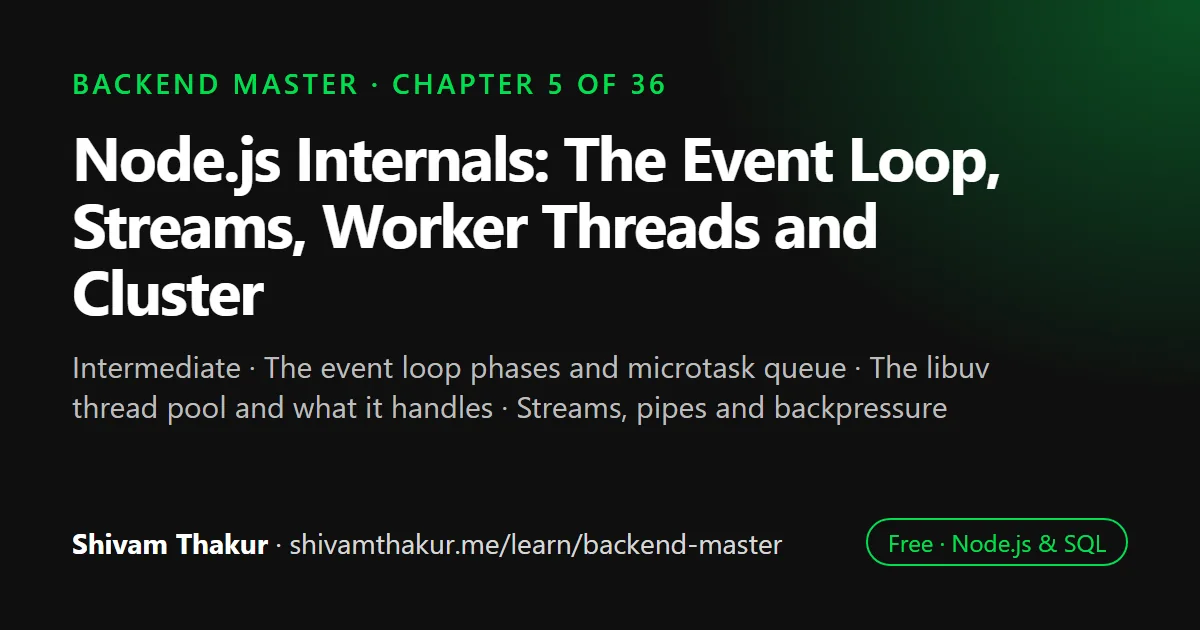 BACKEND MASTER · CHAPTER 5 OF 36
Node.js Internals: The Event Loop,
Streams, Worker Threads and
Cluster
Intermediate · The event loop phases and microtask queue · The libuv
thread pool and what it handles · Streams, pipes and backpressure
Shivam Thakur · shivamthakur.me/learn/backend-master
Free · Node.js & SQL